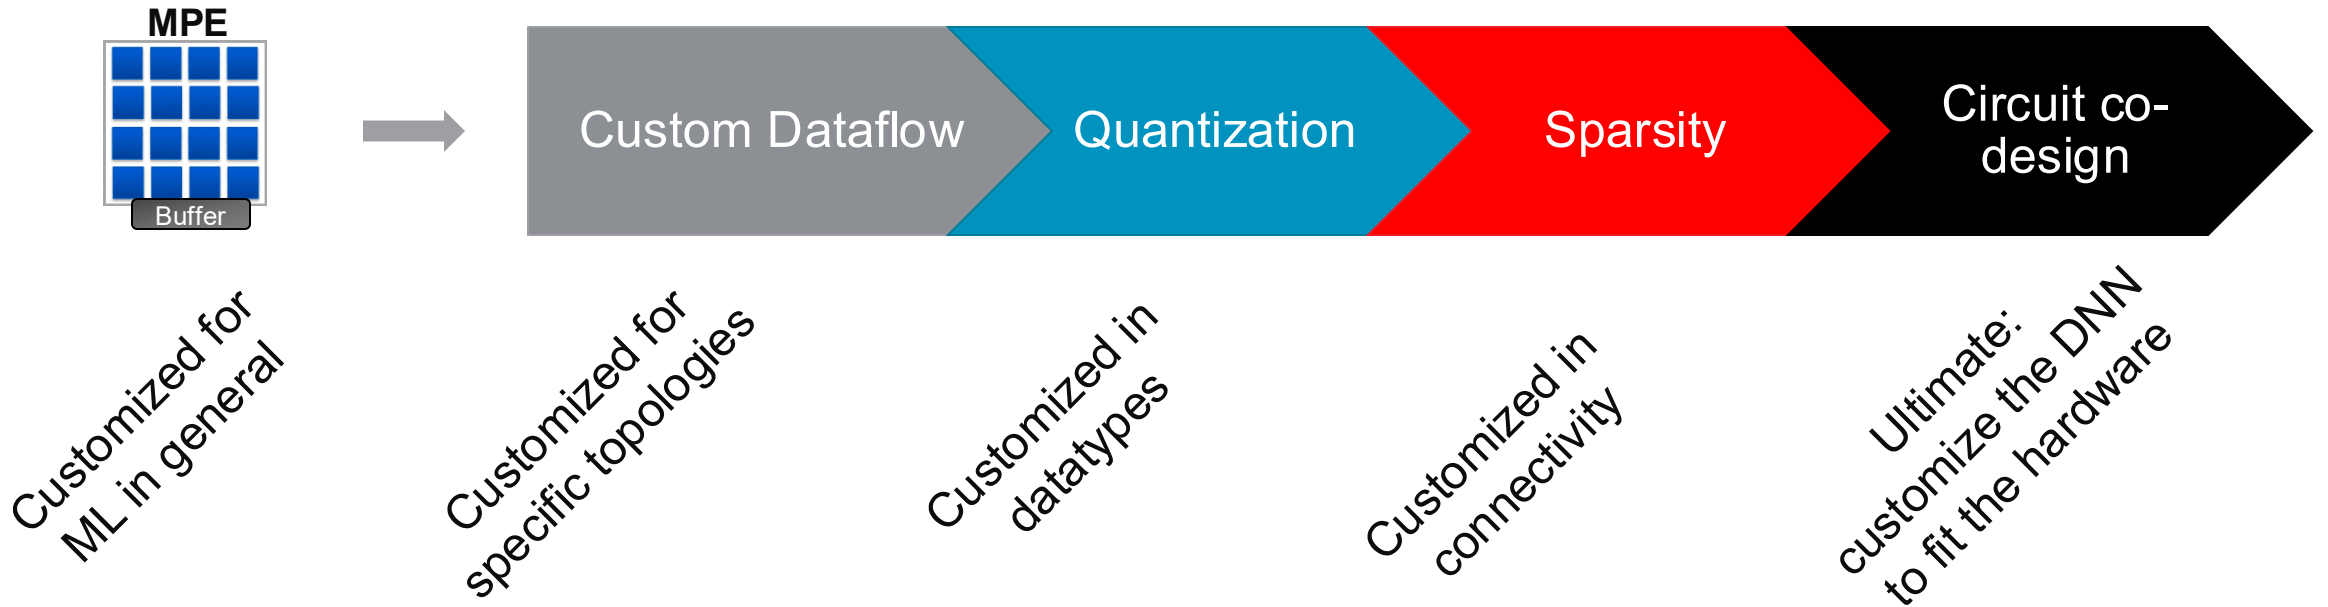 MPE
Buffer
Custom Dataflow
Quantization
Sparsity
Circuit co-
design
Customized for
ML in general
Customized for
specific topologies
Customized in
datatypes
Customized in
connectivity
Ultimate:
customize the DNN
to fit the hardware